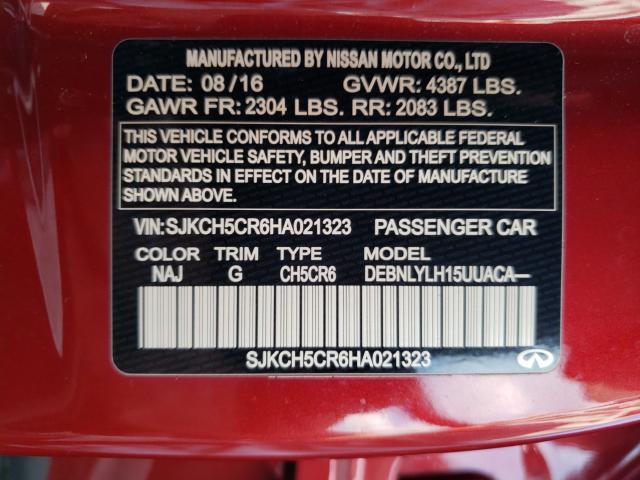 MANUFACTURED BY NISSAN MOTOR CO., LTD
DATE: 08/16 GVWR: 4387 LBS.
GAWR FR: 2304 LBS. RR: 2083 LBS.
THIS VEHICLE CONFORMS TO ALL APPLICABLE FEDERAL
MOTOR VEHICLE SAFETY, BUMPER AND THEFT PREVENTION
STANDARDS IN EFFECT ON THE DATE OF MANUFACTURE
SHOWN ABOVE.
VIN:SJKCH5CR6HA021323 PASSENGER CAR
COLOR TRIM TYPE MODEL
NAJ G CH5CR6 DEBNLYLH15UUACA—
SJKCH5CR6HA021323